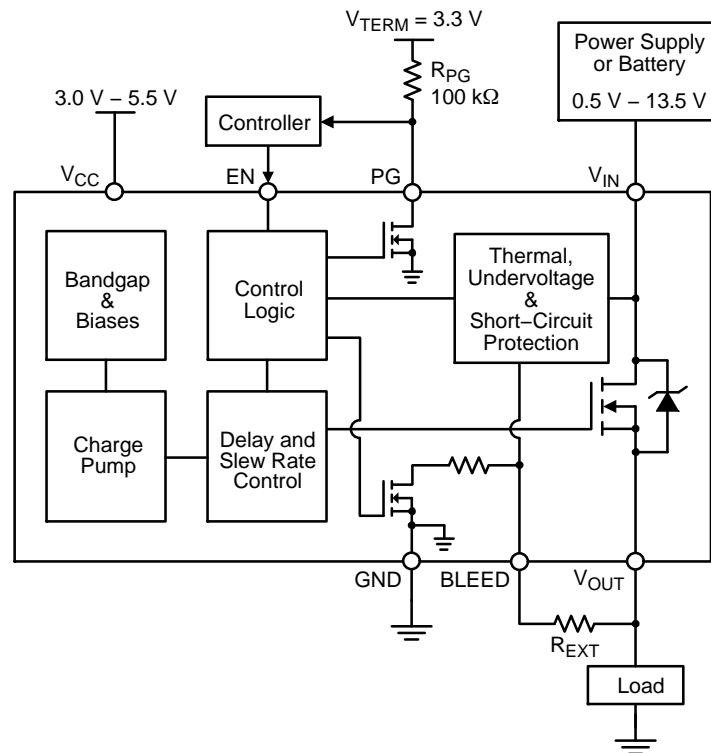 V_TERM = 3.3 V
R_PG
100 kΩ
Power Supply
or Battery
0.5 V – 13.5 V
3.0 V – 5.5 V
Controller
V_CC
EN
PG
V_IN
Bandgap
&
Biases
Control
Logic
Thermal,
Undervoltage
&
Short–Circuit
Protection
Charge
Pump
Delay and
Slew Rate
Control
GND
BLEED
V_OUT
R_EXT
Load